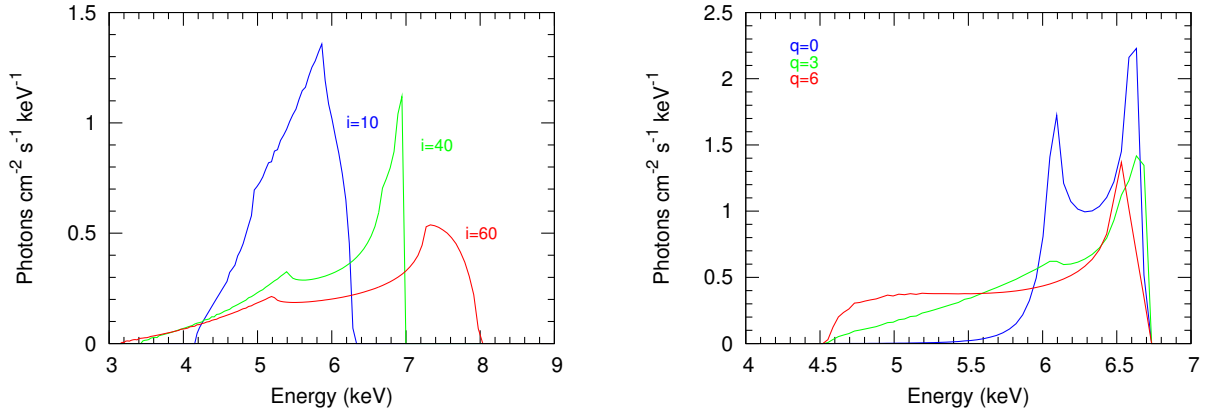 1.5
1
0.5
0
Photons cm⁻² s⁻¹ keV⁻¹
i=10
i=40
i=60
3 4 5 6 7 8 9
Energy (keV)
2.5
2
1.5
1
0.5
0
Photons cm⁻² s⁻¹ keV⁻¹
q=0
q=3
q=6
4 4.5 5 5.5 6 6.5 7
Energy (keV)